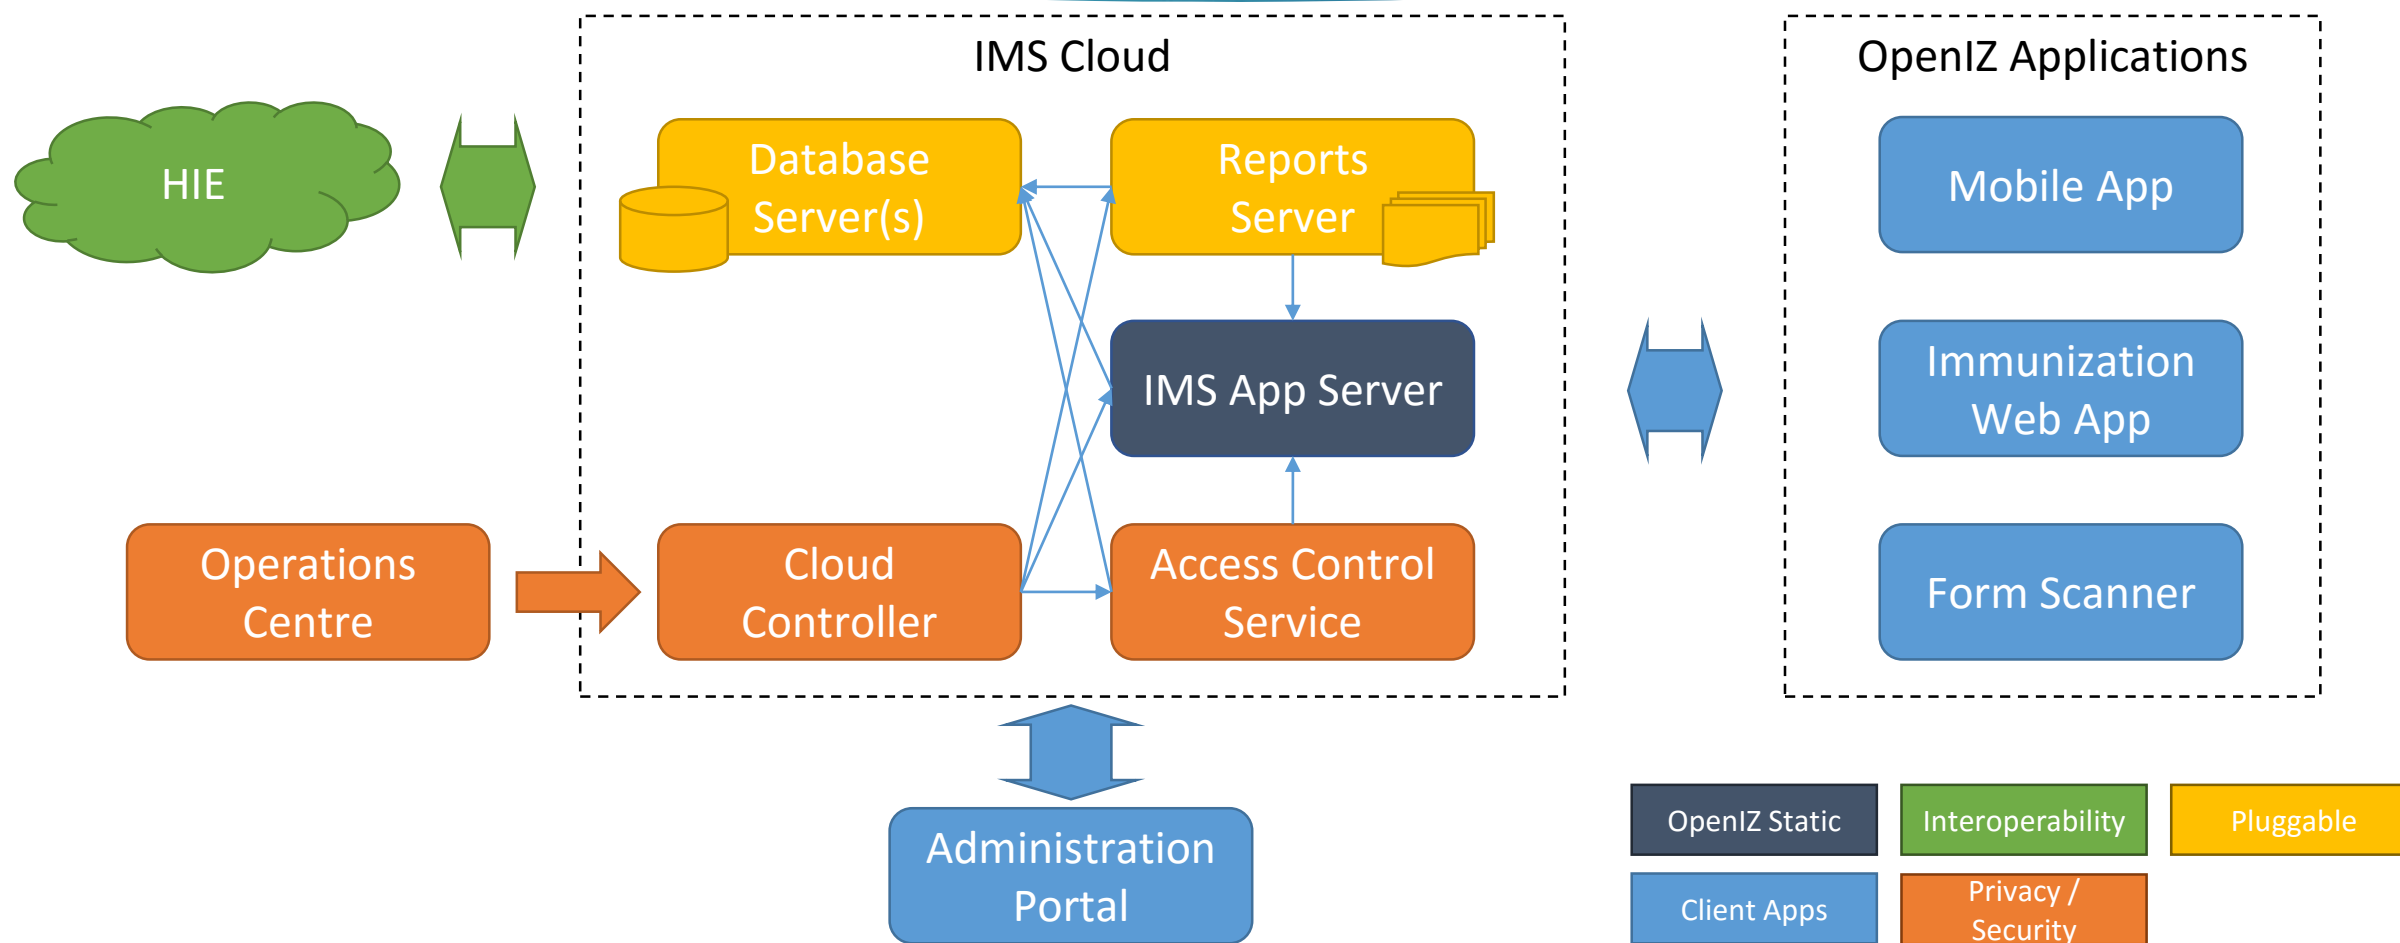 IMS Cloud
OpenIZ Applications
HIE
Database
Server(s)
Reports
Server
Mobile App
IMS App Server
Immunization
Web App
Operations
Centre
Cloud
Controller
Access Control
Service
Form Scanner
Administration
Portal
OpenIZ Static
Interoperability
Pluggable
Client Apps
Privacy /
Security